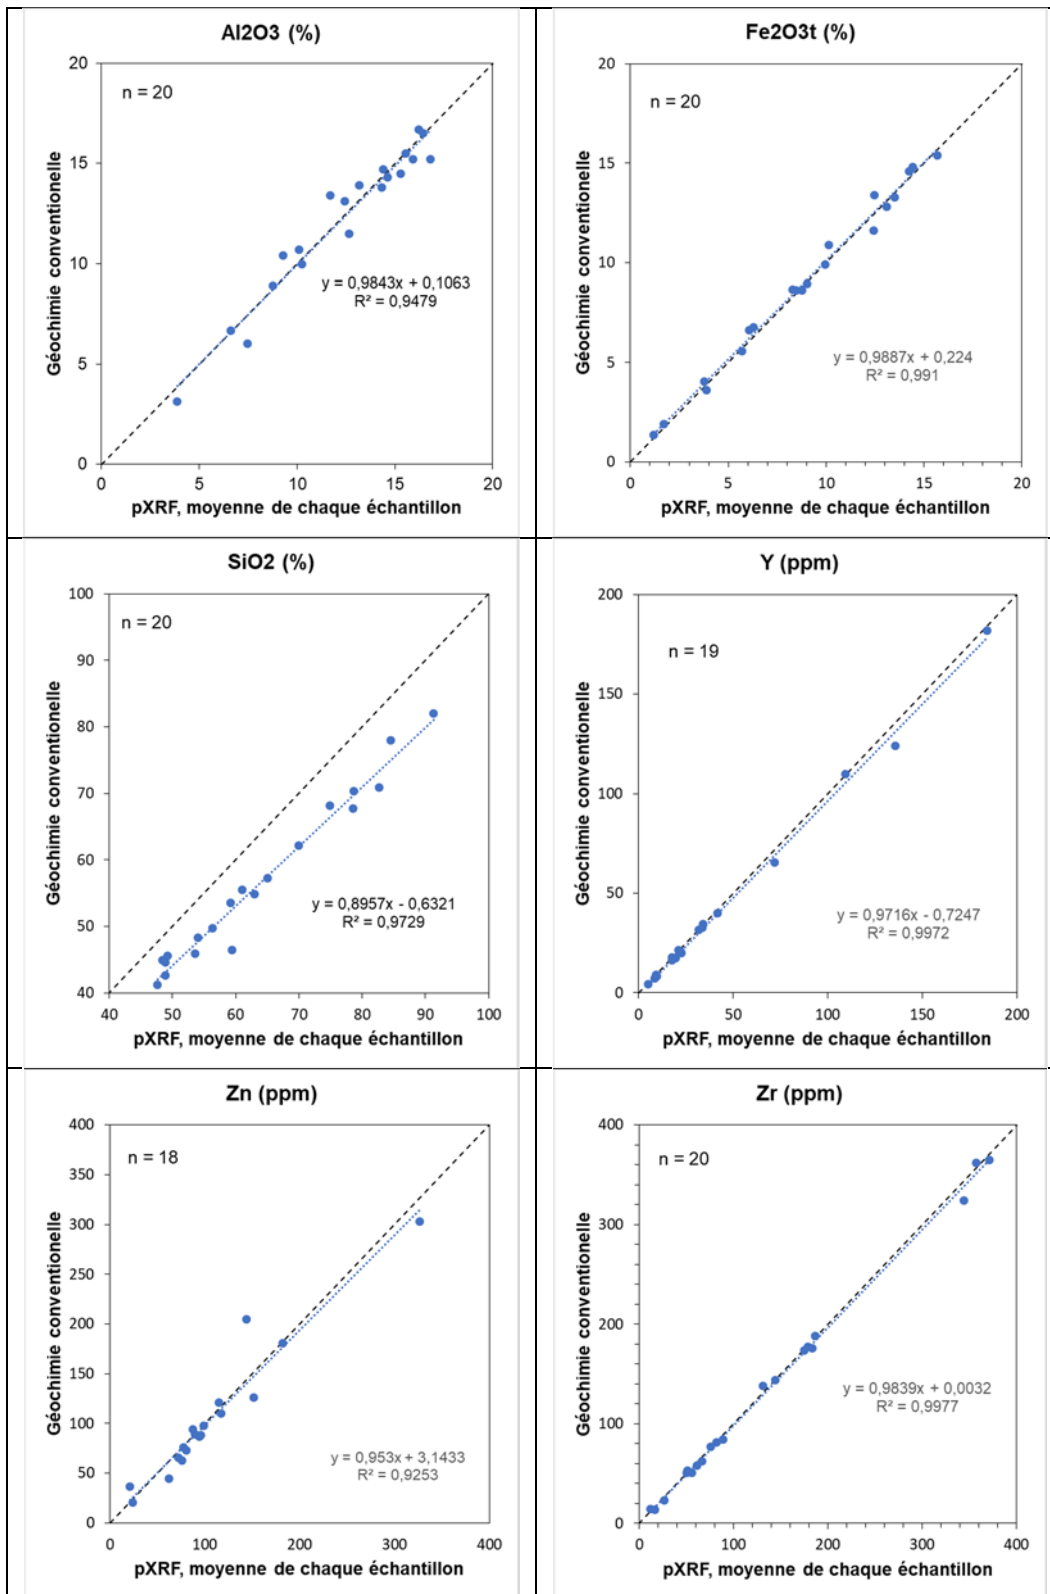 Al2O3 (%)
n = 20
Géochimie conventionelle
20
15
10
5
0
y = 0,9843x + 0,1063
R² = 0,9479
0 5 10 15 20
pXRF, moyenne de chaque échantillon
Fe2O3t (%)
n = 20
Géochimie conventionelle
20
15
10
5
0
y = 0,9887x + 0,224
R² = 0,991
0 5 10 15 20
pXRF, moyenne de chaque échantillon
SiO2 (%)
n = 20
Géochimie conventionelle
100
90
80
70
60
50
40
y = 0,8957x - 0,6321
R² = 0,9729
40 50 60 70 80 90 100
pXRF, moyenne de chaque échantillon
Y (ppm)
n = 19
Géochimie conventionelle
200
150
100
50
0
y = 0,9716x - 0,7247
R² = 0,9972
0 50 100 150 200
pXRF, moyenne de chaque échantillon
Zn (ppm)
n = 18
Géochimie conventionelle
400
350
300
250
200
150
100
50
0
y = 0,953x + 3,1433
R² = 0,9253
0 100 200 300 400
pXRF, moyenne de chaque échantillon
Zr (ppm)
n = 20
Géochimie conventionelle
400
300
200
100
0
y = 0,9839x + 0,0032
R² = 0,9977
0 100 200 300 400
pXRF, moyenne de chaque échantillon